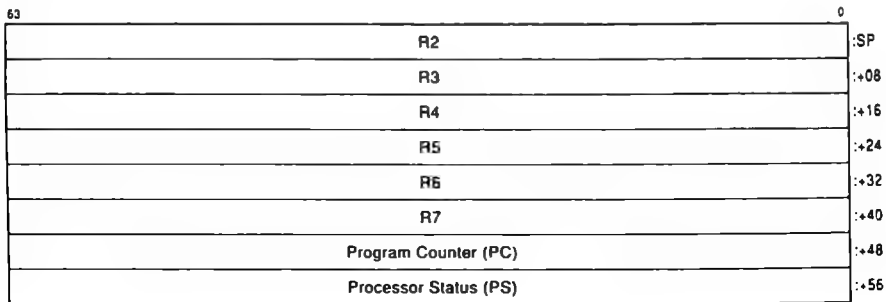 63 0
R2 :SP
R3 :+08
R4 :+16
R5 :+24
R6 :+32
R7 :+40
Program Counter (PC) :+48
Processor Status (PS) :+56